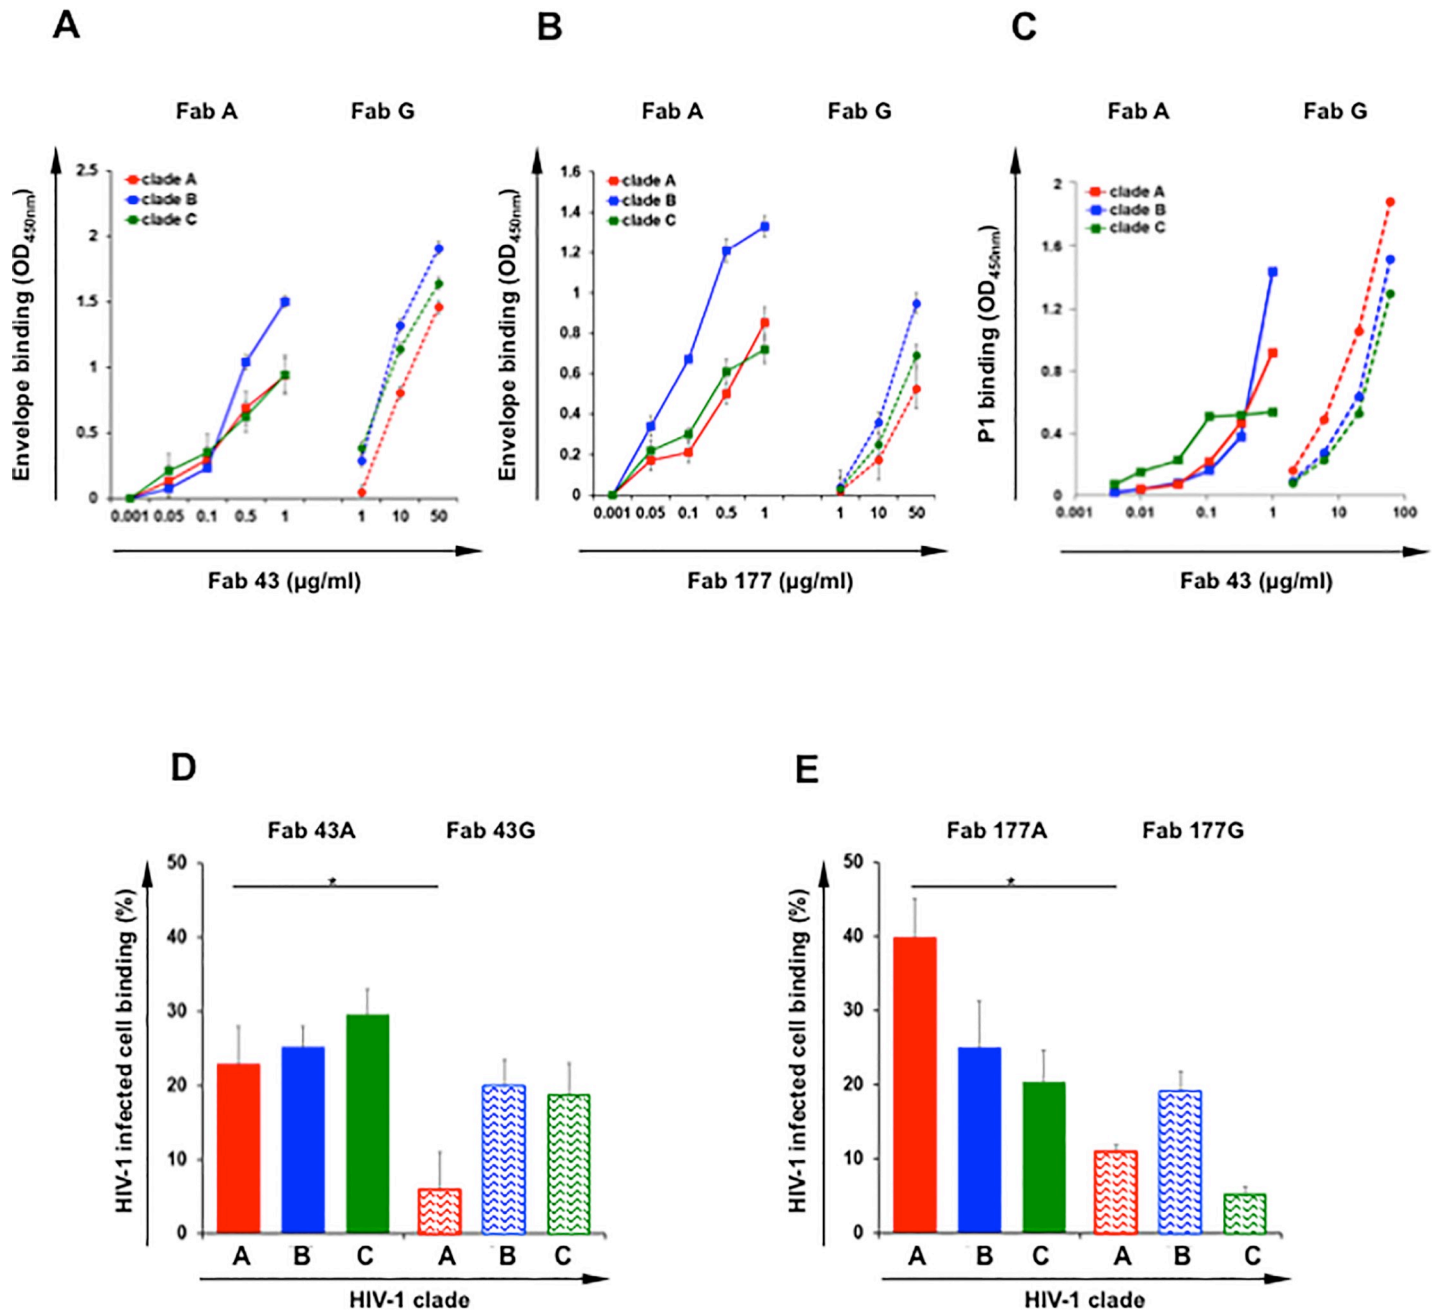 A
B
C
Fab A
Fab G
Fab A
Fab G
Fab A
Fab G
Envelope binding (OD450nm)
2.5
2
1.5
1
0.5
0
clade A
clade B
clade C
0.001 0.05 0.1 0.5 1 1 10 50
Fab 43 (µg/ml)
Envelope binding (OD450nm)
1.6
1.4
1.2
1
0.8
0.6
0.4
0.2
0
clade A
clade B
clade C
0.001 0.05 0.1 0.5 1 1 10 50
Fab 177 (µg/ml)
P1 binding (OD450nm)
2
1.6
1.2
0.8
0.4
0
clade A
clade B
clade C
0.001 0.01 0.1 1 10 100
Fab 43 (µg/ml)
D
E
Fab 43A
Fab 43G
HIV-1 infected cell binding (%)
50
40
30
20
10
0
*
A B C A B C
HIV-1 clade
Fab 177A
Fab 177G
HIV-1 infected cell binding (%)
50
40
30
20
10
0
*
A B C A B C
HIV-1 clade